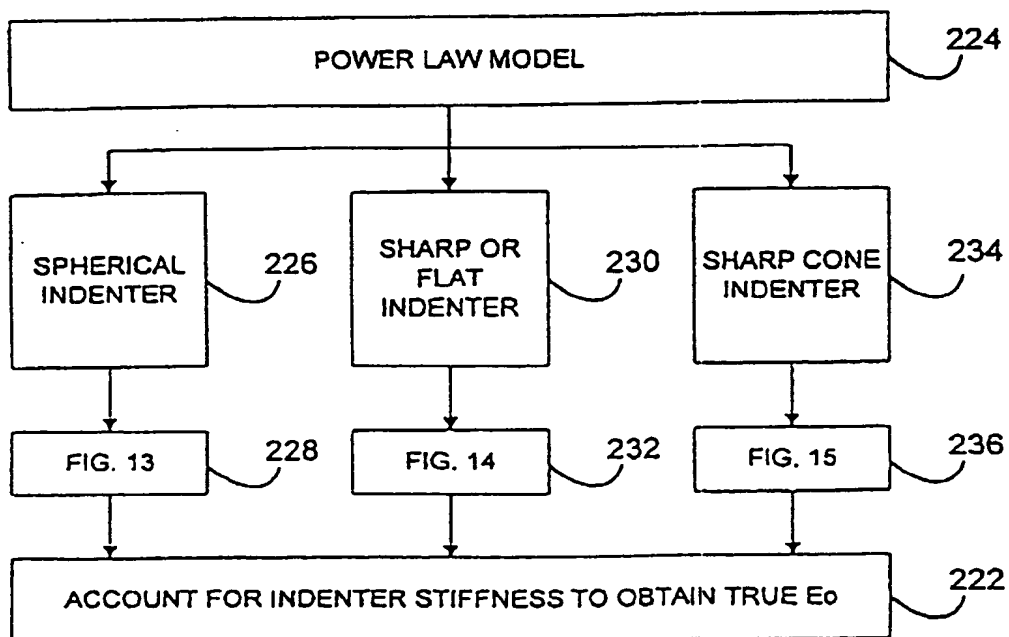 POWER LAW MODEL
224
SPHERICAL
INDENTER
226
SHARP OR
FLAT
INDENTER
230
SHARP CONE
INDENTER
234
FIG. 13
228
FIG. 14
232
FIG. 15
236
ACCOUNT FOR INDENTER STIFFNESS TO OBTAIN TRUE Eo
222